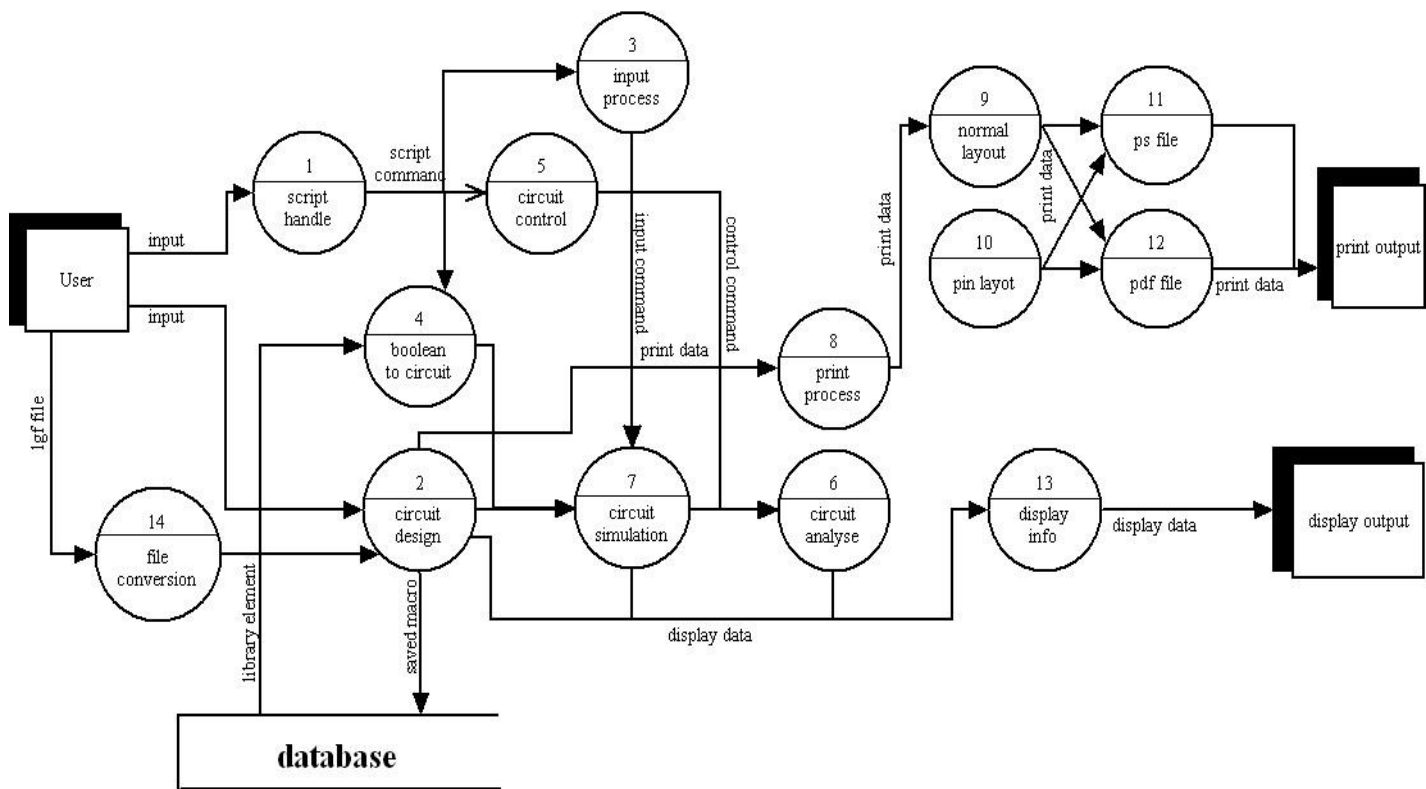 3
input
process
9
normal
layout
11
ps file
1
script
handle
script
command
5
circuit
control
print data
print data
input command
control command
print output
User
input
input
10
pin layot
12
pdf file
print data
4
boolean
to circuit
print data
8
print
process
lgf file
2
circuit
design
7
circuit
simulation
6
circuit
analyse
13
display
info
display data
display output
14
file
conversion
library element
saved macro
display data
database